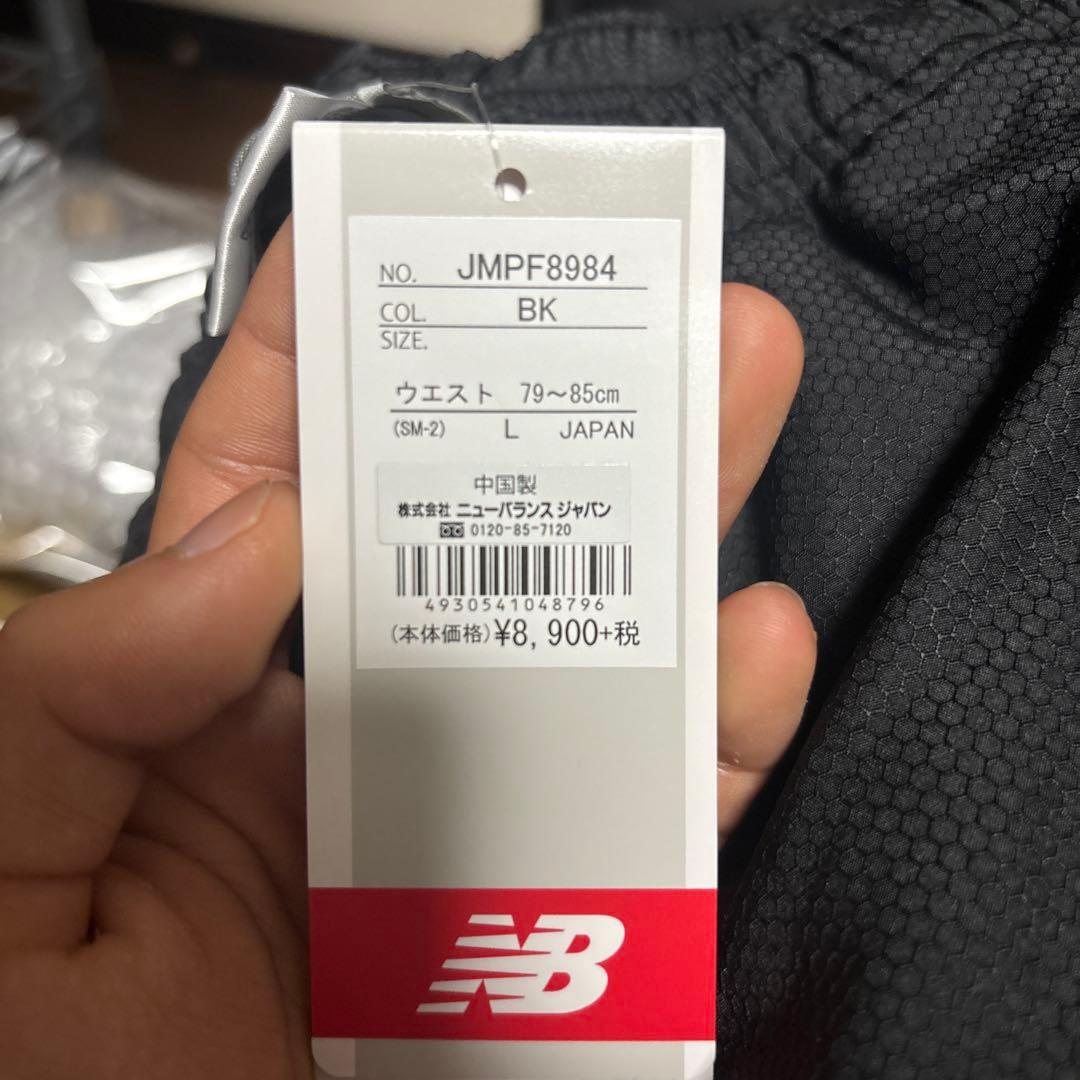 NO. JMPF8984
COL. BK
SIZE.
ウエスト 79～85cm
(SM-2) L JAPAN
中国製
株式会社 ニューバランス ジャパン
0120-85-7120
4930541048796
(本体価格)¥8,900+税
NB